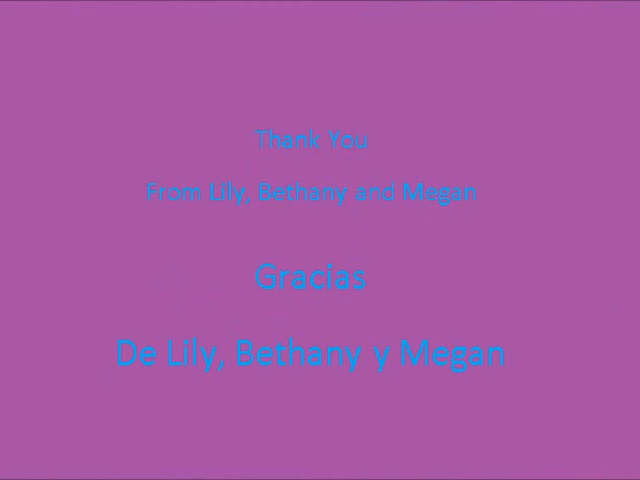 Thank You
From Lily, Bethany and Megan
Gracias
De Lily, Bethany y Megan